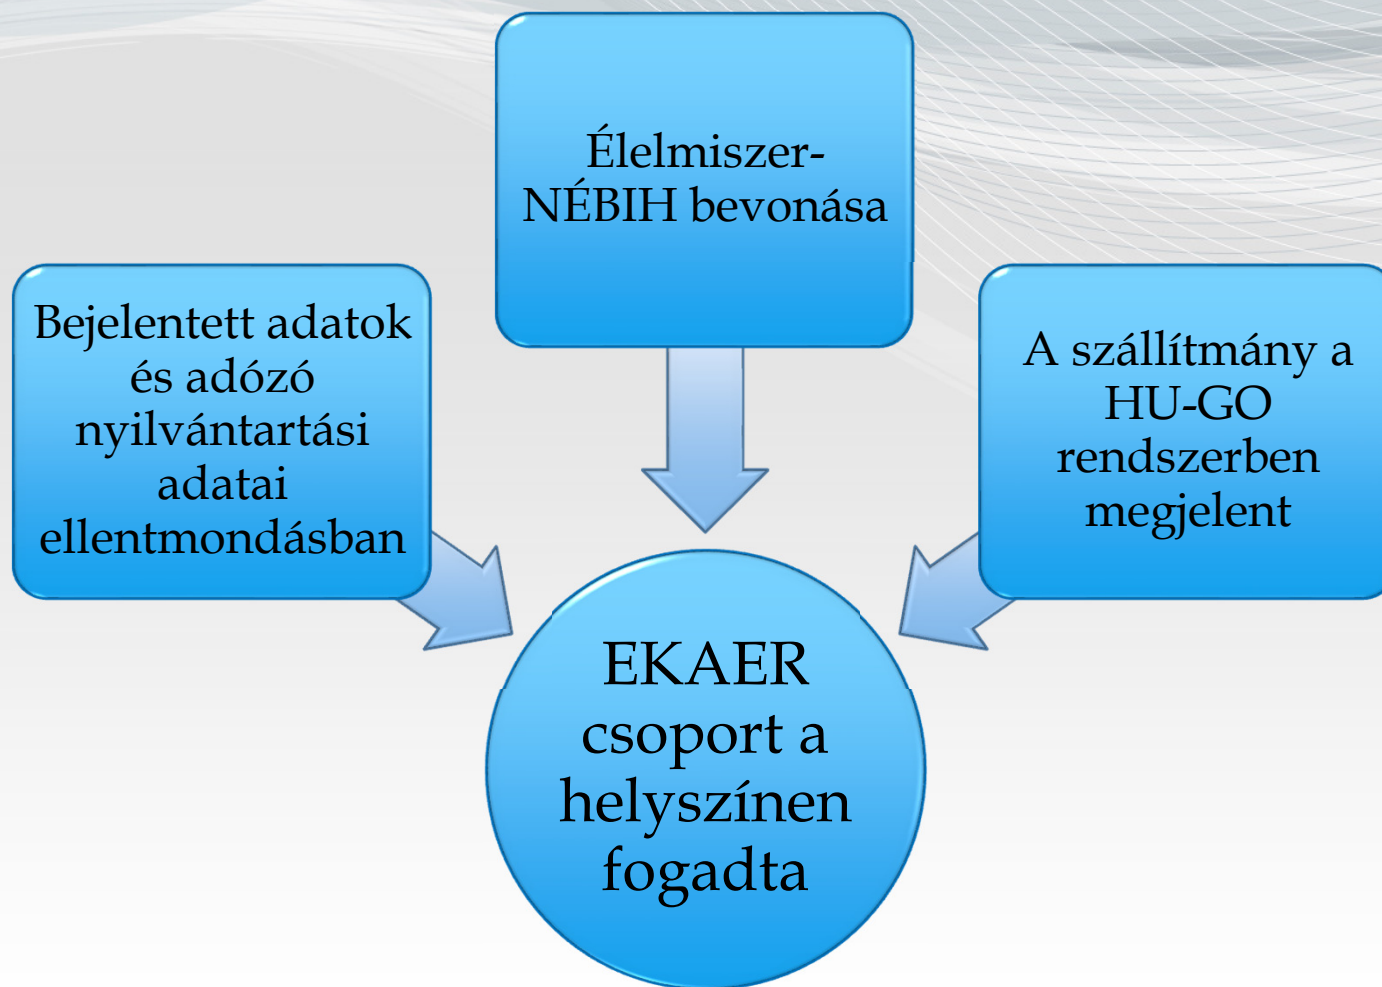 Élelmiszer-
NÉBIH bevonása
Bejelentett adatok
és adózó
nyilvántartási
adatai
ellentmondásban
A szállítmány a
HU-GO
rendszerben
megjelent
EKAER
csoport a
helyszínen
fogadta